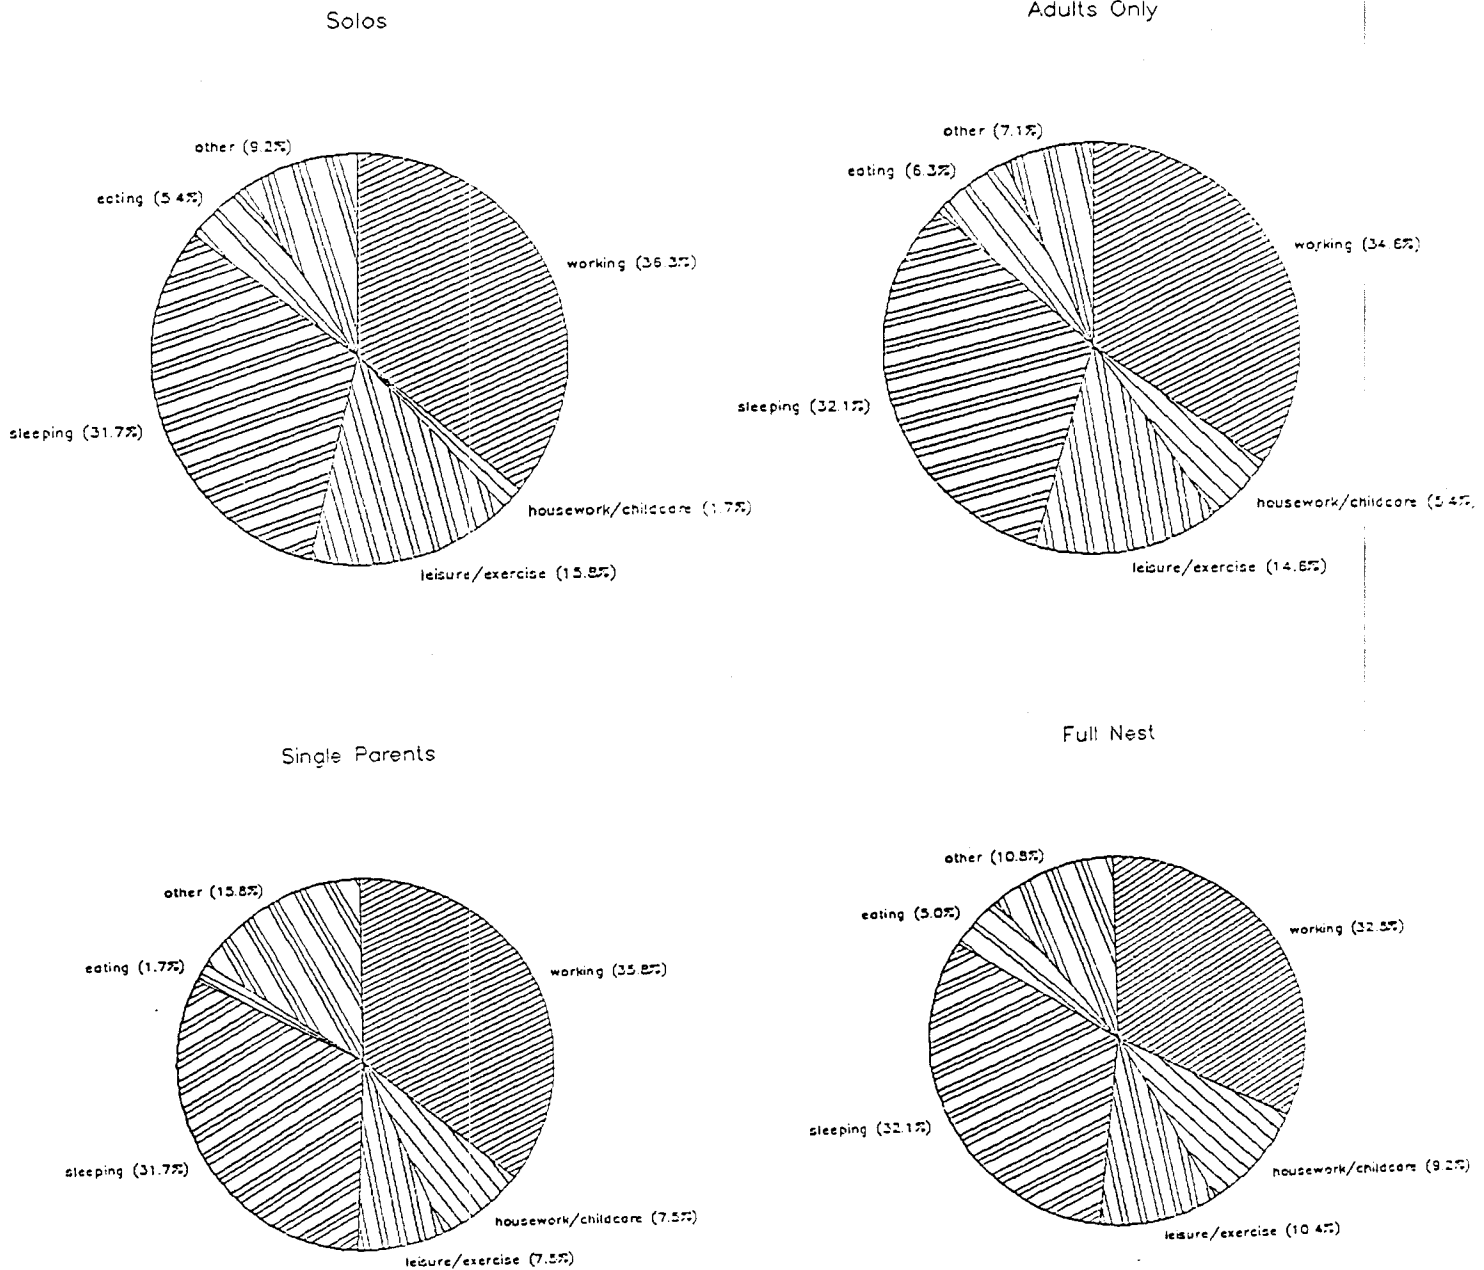 Solos
Adults Only
other (9.2%)
eating (5.4%)
working (36.3%)
sleeping (31.7%)
housework/childcare (1.7%)
leisure/exercise (15.8%)
other (7.1%)
eating (6.3%)
working (34.6%)
sleeping (32.1%)
housework/childcare (5.4%)
leisure/exercise (14.6%)
Single Parents
Full Nest
other (15.8%)
eating (1.7%)
working (35.8%)
sleeping (31.7%)
housework/childcare (7.5%)
leisure/exercise (7.5%)
other (10.8%)
eating (5.0%)
working (32.5%)
sleeping (32.1%)
housework/childcare (9.2%)
leisure/exercise (10.4%)